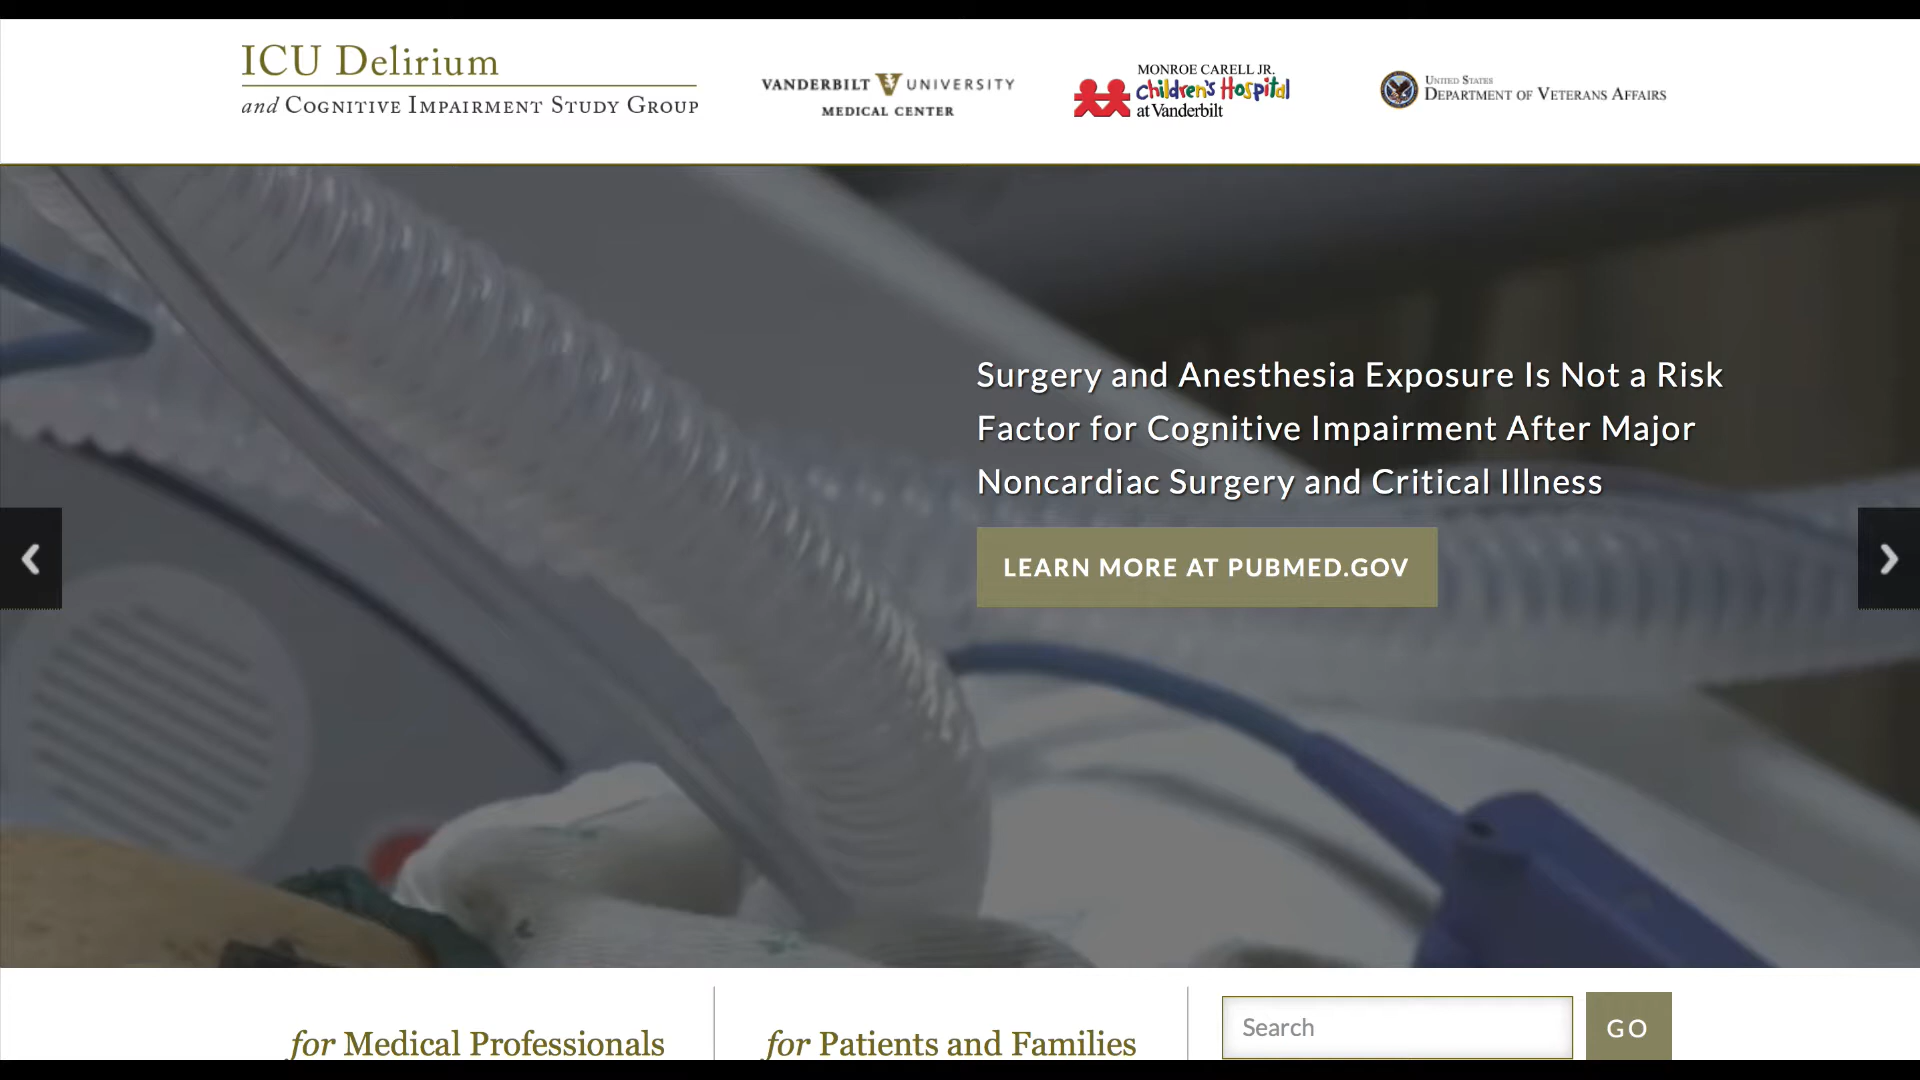 ICU Delirium
and COGNITIVE IMPAIRMENT STUDY GROUP
VANDERBILT V UNIVERSITY
MEDICAL CENTER
MONROE CARELL JR.
Children's Hospital
at Vanderbilt
UNITED STATES
DEPARTMENT OF VETERANS AFFAIRS
Surgery and Anesthesia Exposure Is Not a Risk
Factor for Cognitive Impairment After Major
Noncardiac Surgery and Critical Illness
LEARN MORE AT PUBMED.GOV
for Medical Professionals
for Patients and Families
Search
GO